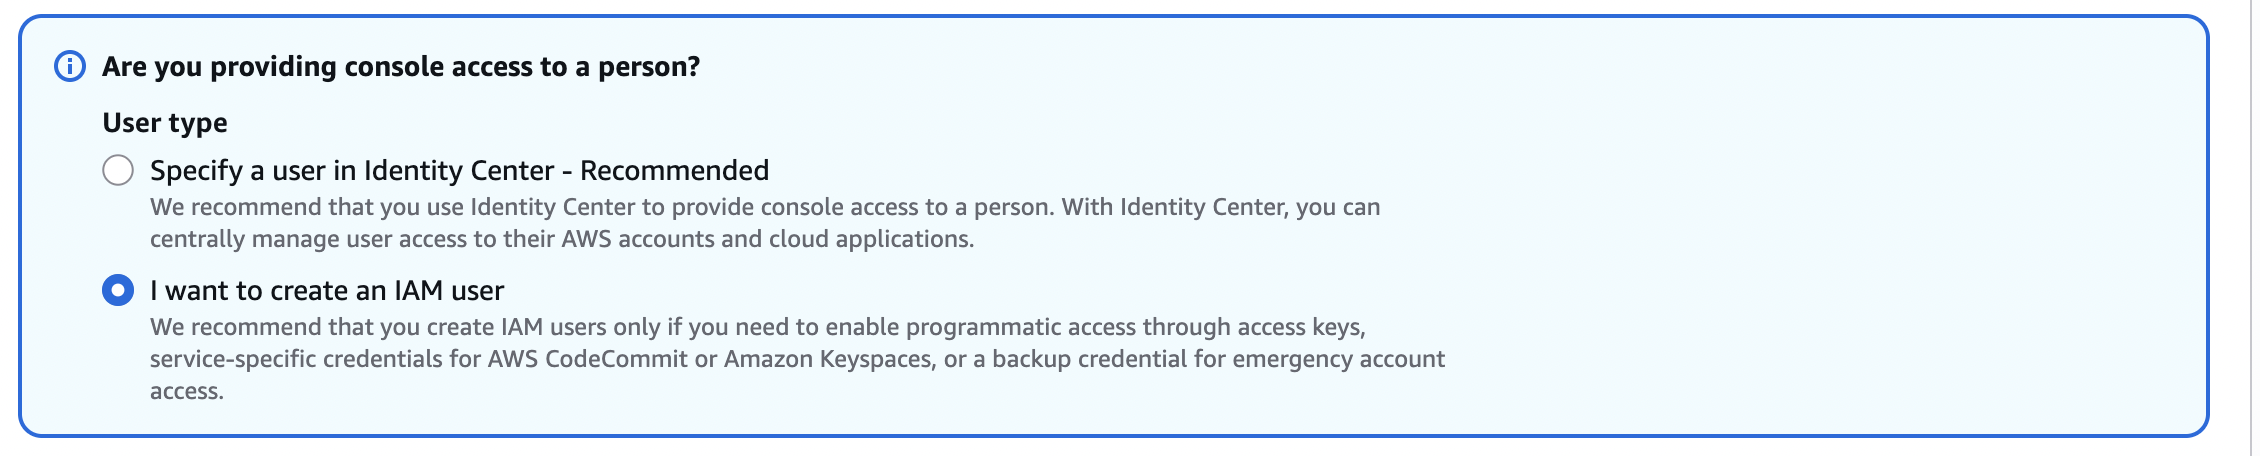 Are you providing console access to a person?
User type
Specify a user in Identity Center - Recommended
We recommend that you use Identity Center to provide console access to a person. With Identity Center, you can
centrally manage user access to their AWS accounts and cloud applications.
I want to create an IAM user
We recommend that you create IAM users only if you need to enable programmatic access through access keys,
service-specific credentials for AWS CodeCommit or Amazon Keyspaces, or a backup credential for emergency account
access.